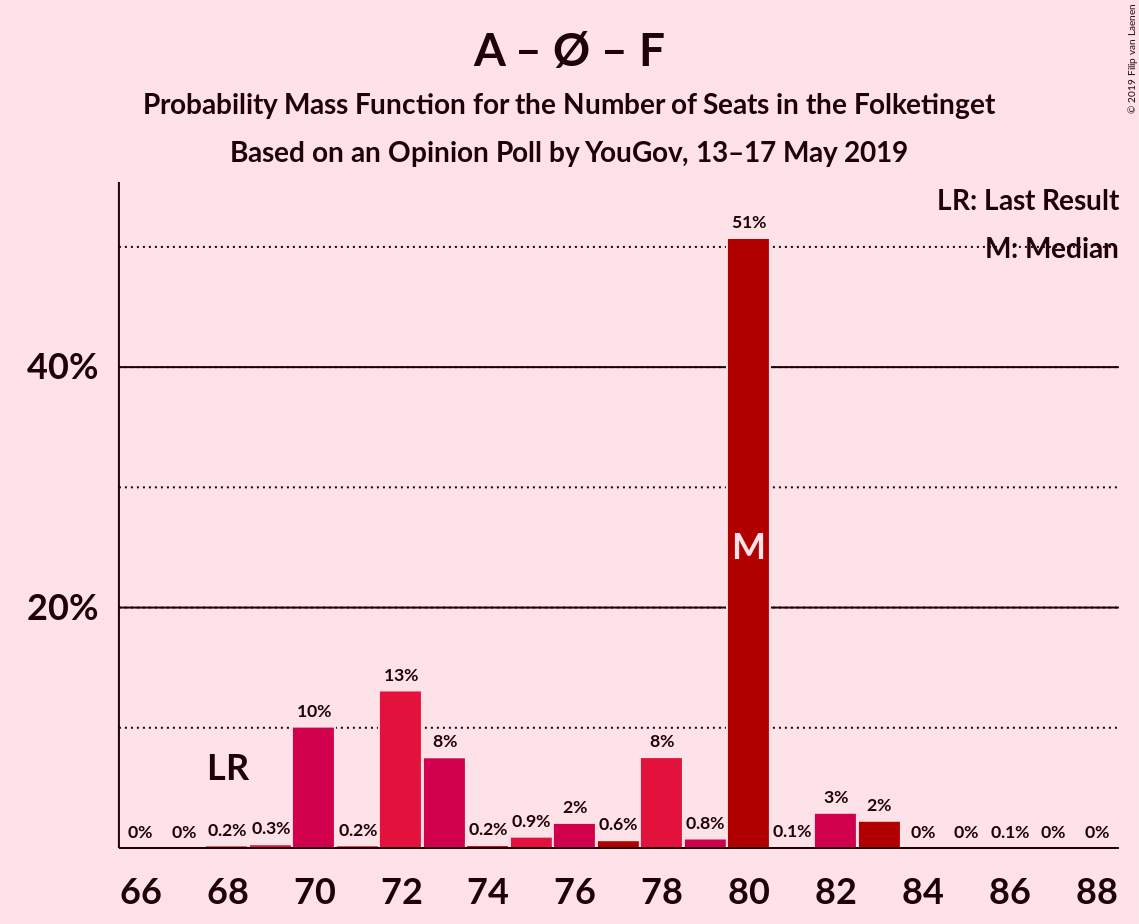 A – Ø – F
Probability Mass Function for the Number of Seats in the Folketinget
Based on an Opinion Poll by YouGov, 13–17 May 2019
© 2019 Filip van Laenen
LR: Last Result
M: Median
40%
20%
0%
0%
0.2%
0.3%
10%
0.2%
13%
8%
0.2%
0.9%
2%
0.6%
8%
0.8%
51%
0.1%
3%
2%
0%
0%
0.1%
0%
0%
LR
M
66 68 70 72 74 76 78 80 82 84 86 88